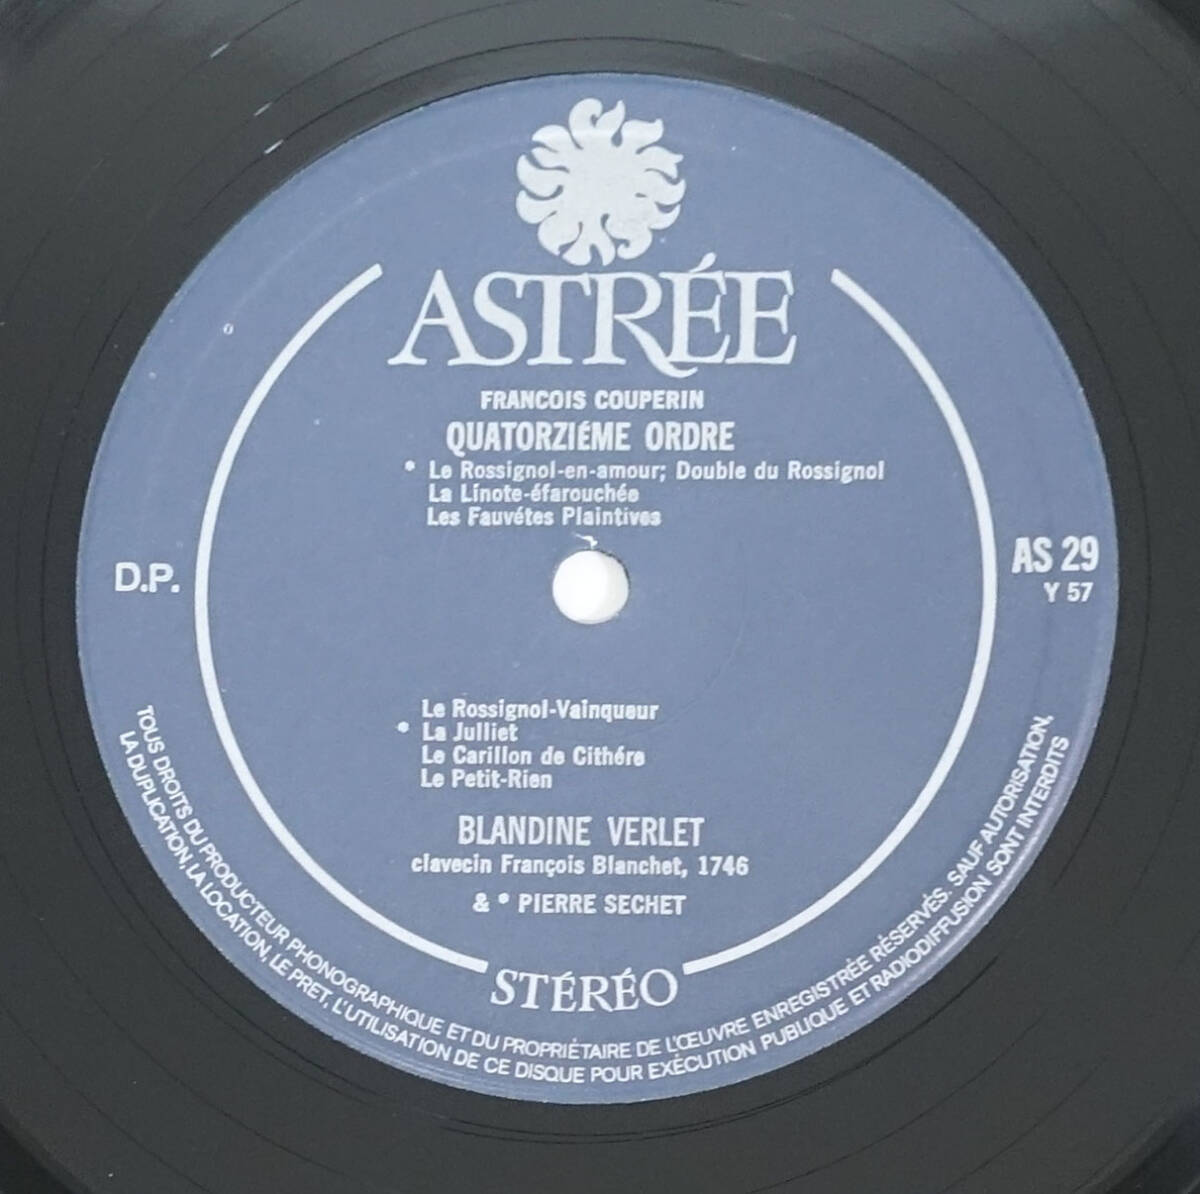 ASTRÉE
FRANCOIS COUPERIN
QUATORZIÉME ORDRE
* Le Rossignol-en-amour; Double du Rossignol
La Linote-éfarouchée
Les Fauvétes Plaintives
D.P.
AS 29
Y 57
Le Rossignol-Vainqueur
* La Julliet
Le Carillon de Cithére
Le Petit-Rien
BLANDINE VERLET
clavecin François Blanchet, 1746
& * PIERRE SECHET
STÉRÉO
TOUS DROITS DU PRODUCTEUR PHONOGRAPHIQUE ET DU PROPRIÉTAIRE DE L'ŒUVRE ENREGISTRÉE RÉSERVÉS. SAUF AUTORISATION,
LA DUPLICATION, LA LOCATION, LE PRET, L'UTILISATION DE CE DISQUE POUR EXÉCUTION PUBLIQUE ET RADIODIFFUSION SONT INTERDITS